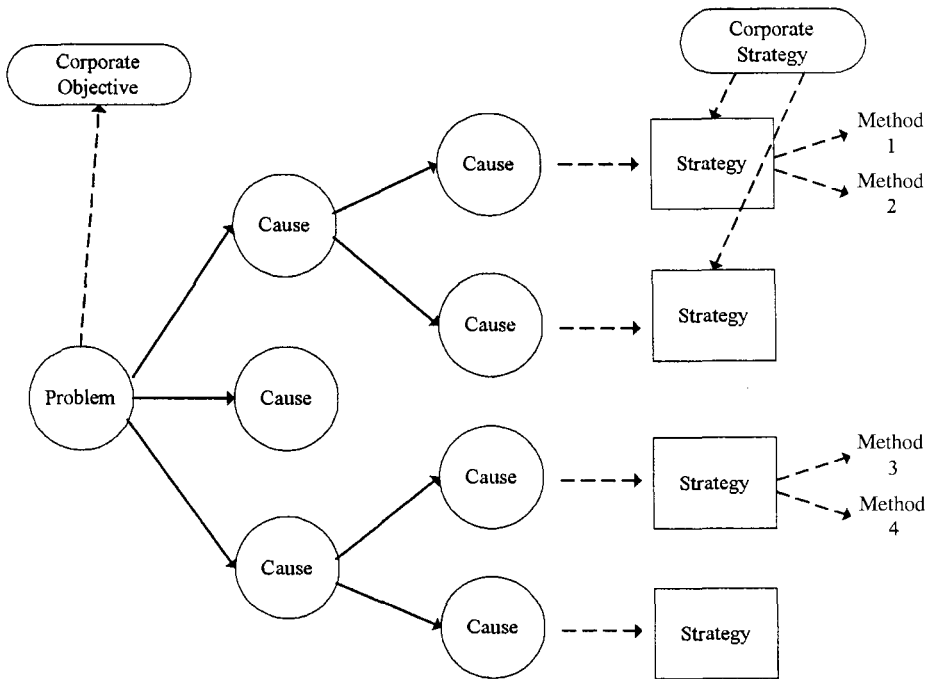 Corporate
Objective
Corporate
Strategy
Cause
Strategy
Method
1
Method
2
Cause
Cause
Strategy
Problem
Cause
Cause
Strategy
Method
3
Method
4
Cause
Cause
Strategy